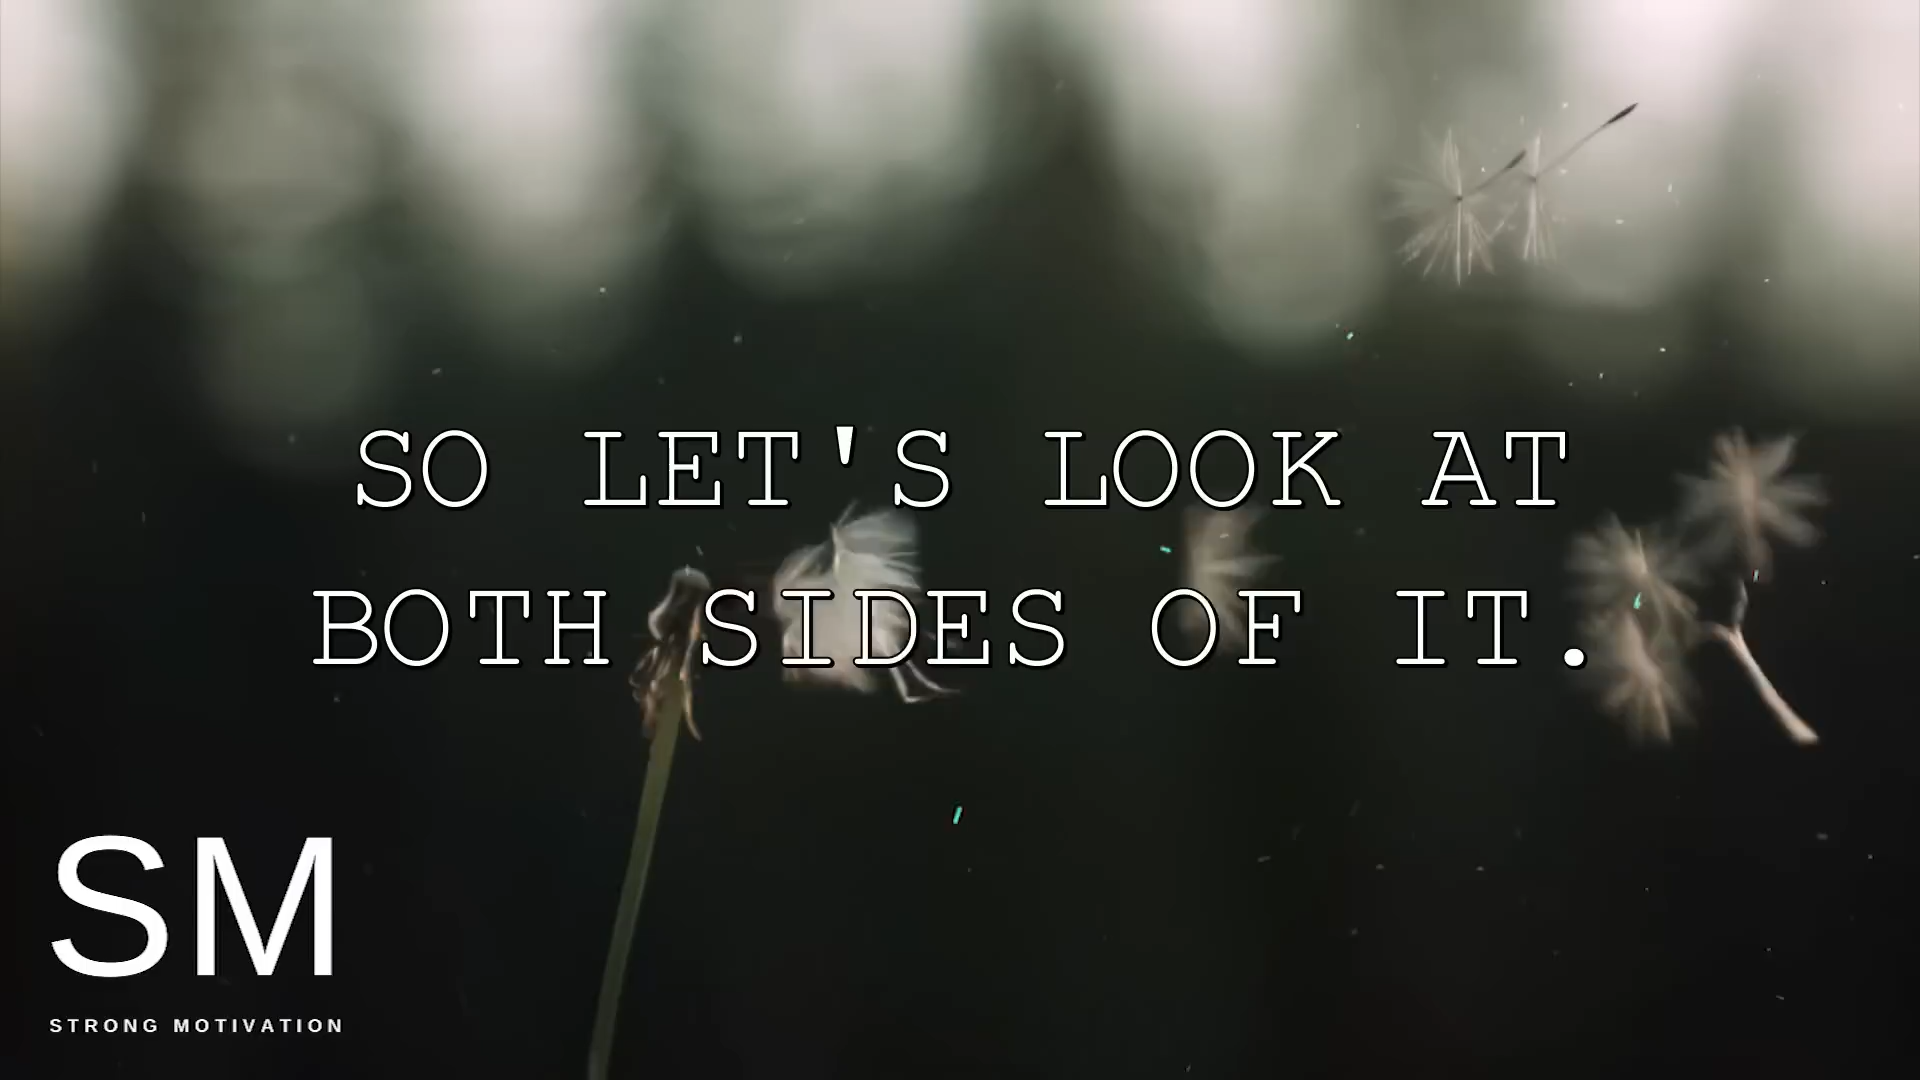 SO LET'S LOOK AT
BOTH SIDES OF IT.
SM
STRONG MOTIVATION